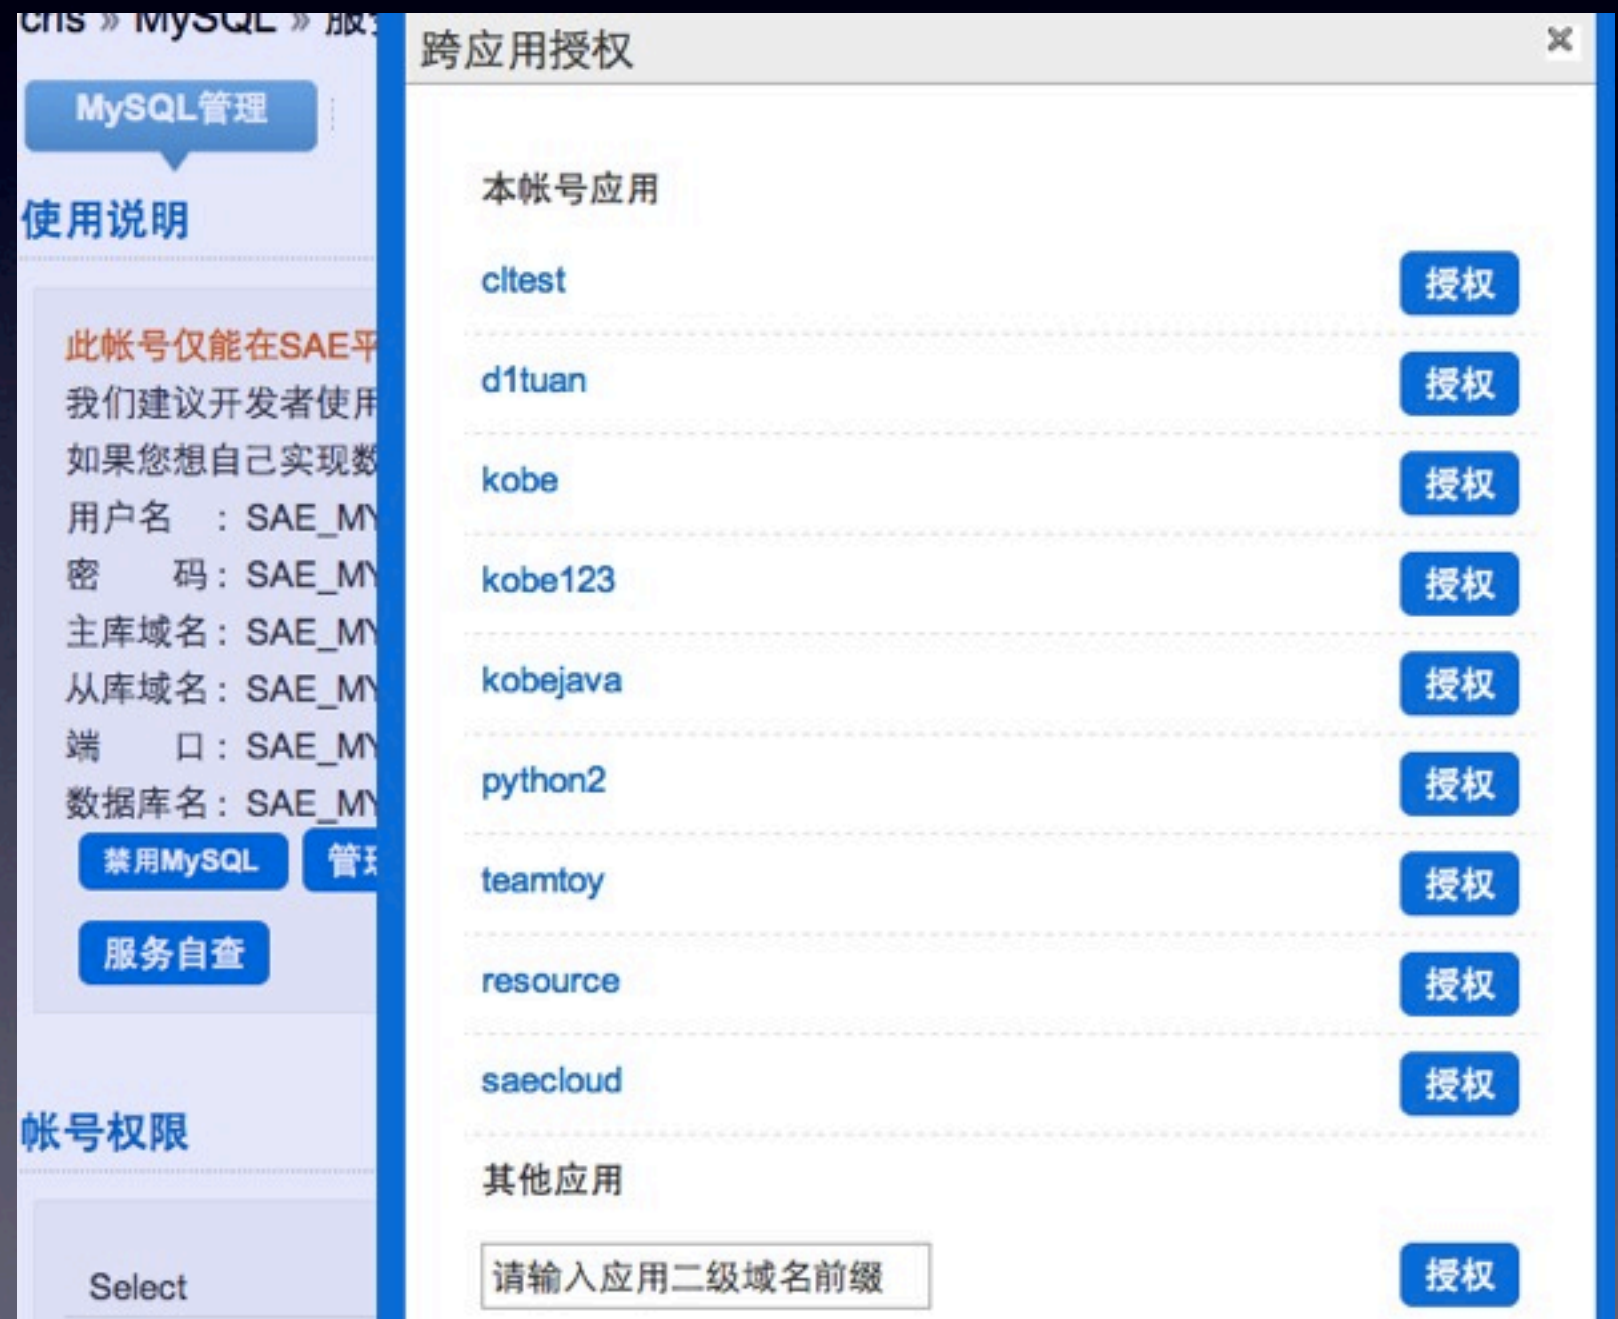 MySQL管理
使用说明
此帐号仅能在SAE平
我们建议开发者使用
如果您想自己实现数
用户名 : SAE_MY
密 码 : SAE_MY
主库域名 : SAE_MY
从库域名 : SAE_MY
端 口 : SAE_MY
数据库名 : SAE_MY
禁用MySQL
服务自查
帐号权限
Select
跨应用授权
本帐号应用
cltest 授权
d1tuan 授权
kobe 授权
kobe123 授权
kobejava 授权
python2 授权
teamtoy 授权
resource 授权
saecloud 授权
其他应用
请输入应用二级域名前缀 授权